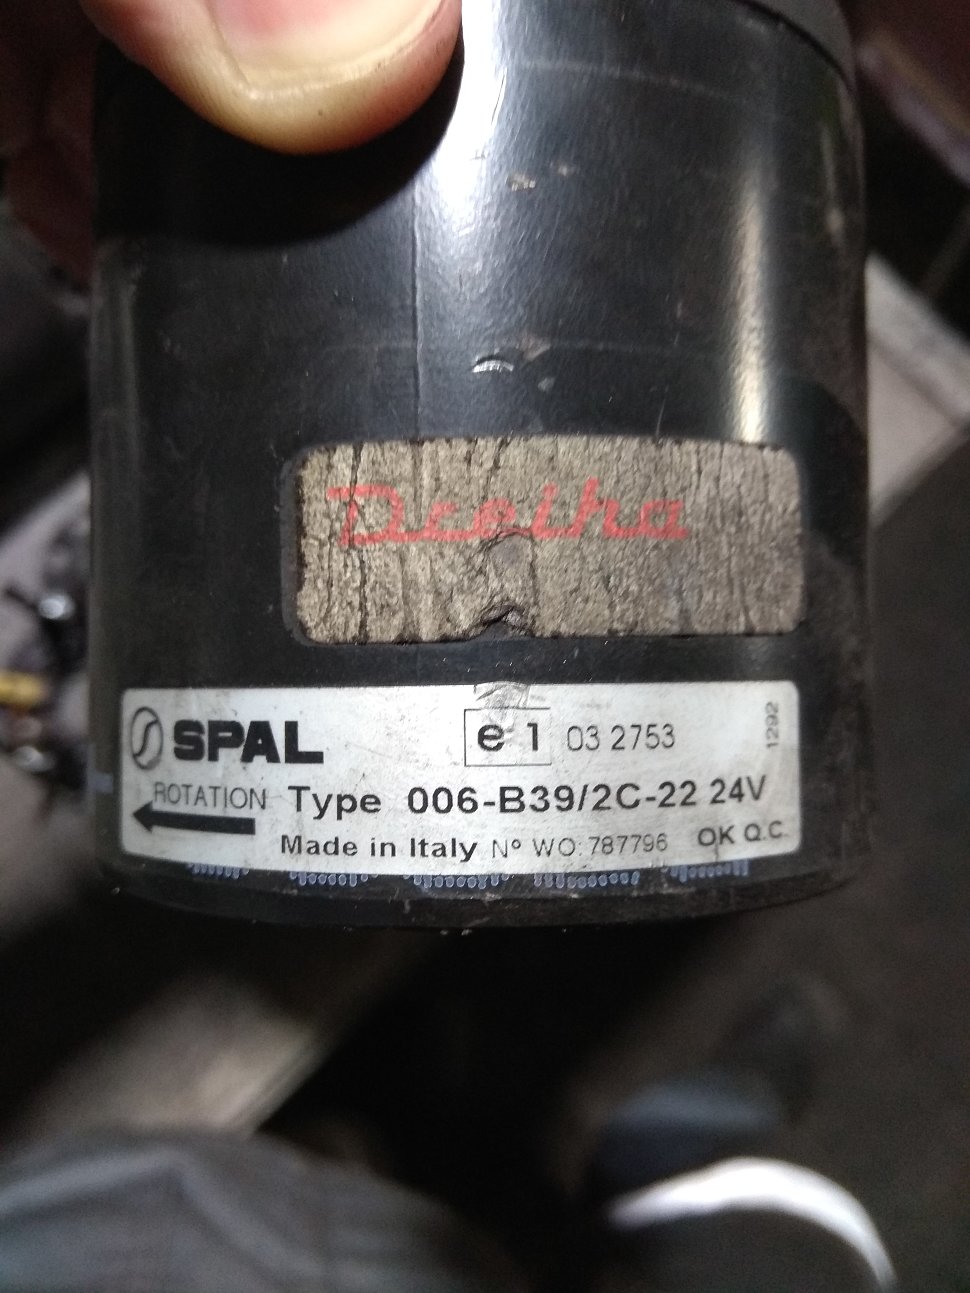 Dreiha
SPAL
e1 03 2753
1292
ROTATION Type 006-B39/2C-22 24V
Made in Italy Nº WO: 787796 OK Q.C.